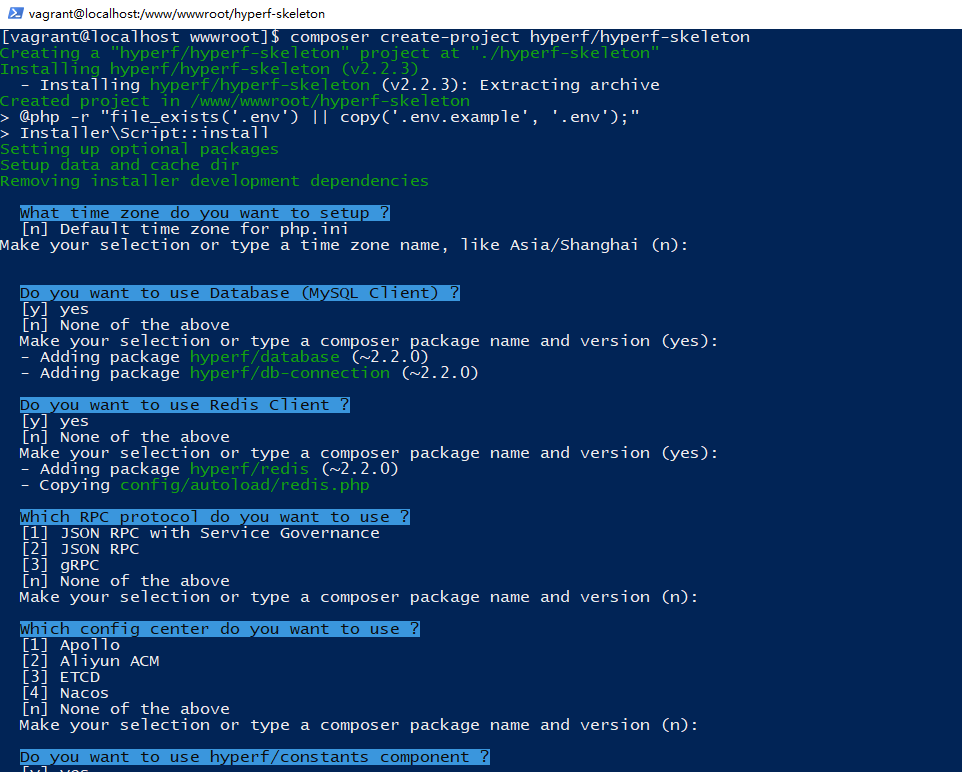 vagrant@localhost:/www/wwwroot/hyperf-skeleton
[vagrant@localhost wwwroot]$ composer create-project hyperf/hyperf-skeleton
Creating a "hyperf/hyperf-skeleton" project at "./hyperf-skeleton"
Installing hyperf/hyperf-skeleton (v2.2.3)
- Installing hyperf/hyperf-skeleton (v2.2.3): Extracting archive
Created project in /www/wwwroot/hyperf-skeleton
> @php -r "file_exists('.env') || copy('.env.example', '.env');"
> Installer\Script::install
Setting up optional packages
Setup data and cache dir
Removing installer development dependencies
What time zone do you want to setup ?
[n] Default time zone for php.ini
Make your selection or type a time zone name, like Asia/Shanghai (n):
Do you want to use Database (MySQL Client) ?
[y] yes
[n] None of the above
Make your selection or type a composer package name and version (yes):
- Adding package hyperf/database (~2.2.0)
- Adding package hyperf/db-connection (~2.2.0)
Do you want to use Redis Client ?
[y] yes
[n] None of the above
Make your selection or type a composer package name and version (yes):
- Adding package hyperf/redis (~2.2.0)
- Copying config/autoload/redis.php
Which RPC protocol do you want to use ?
[1] JSON RPC with Service Governance
[2] JSON RPC
[3] gRPC
[n] None of the above
Make your selection or type a composer package name and version (n):
Which config center do you want to use ?
[1] Apollo
[2] Aliyun ACM
[3] ETCD
[4] Nacos
[n] None of the above
Make your selection or type a composer package name and version (n):
Do you want to use hyperf/constants component ?
[y] yes